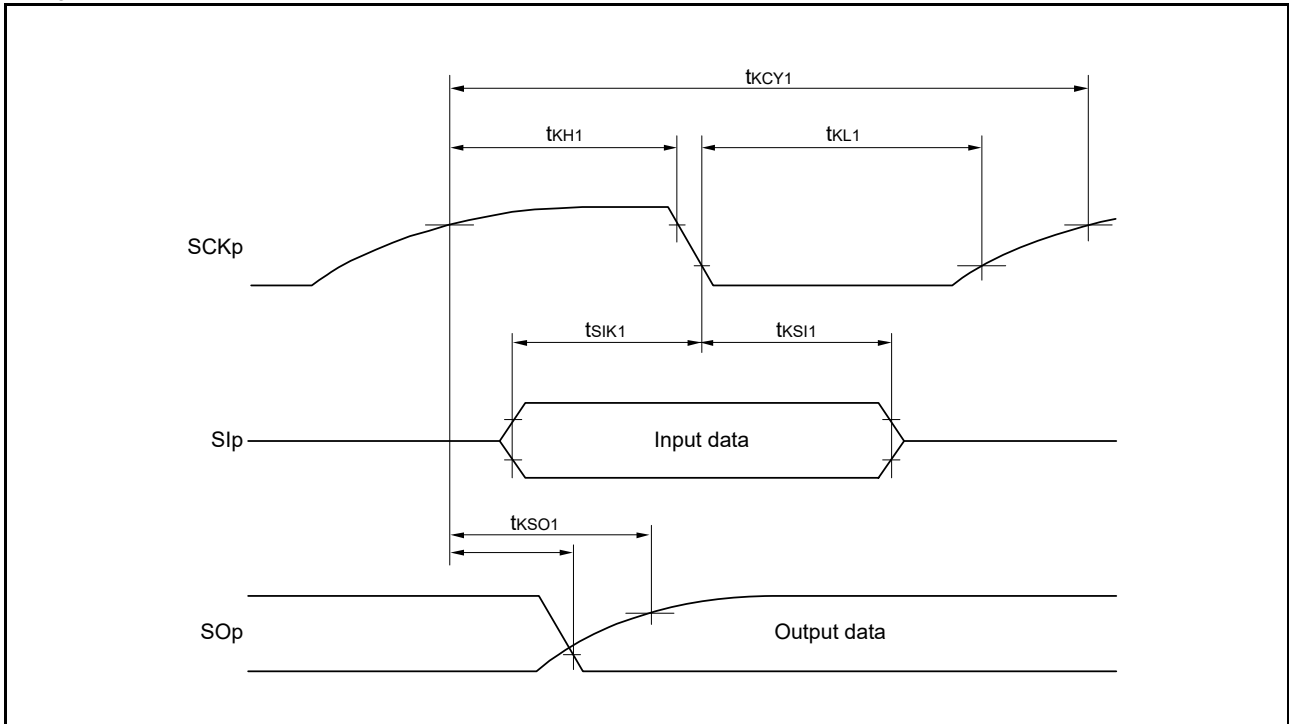 tKCY1
tKH1
tKL1
SCKp
tSIK1
tKSI1
SIp
Input data
tKSO1
SOp
Output data